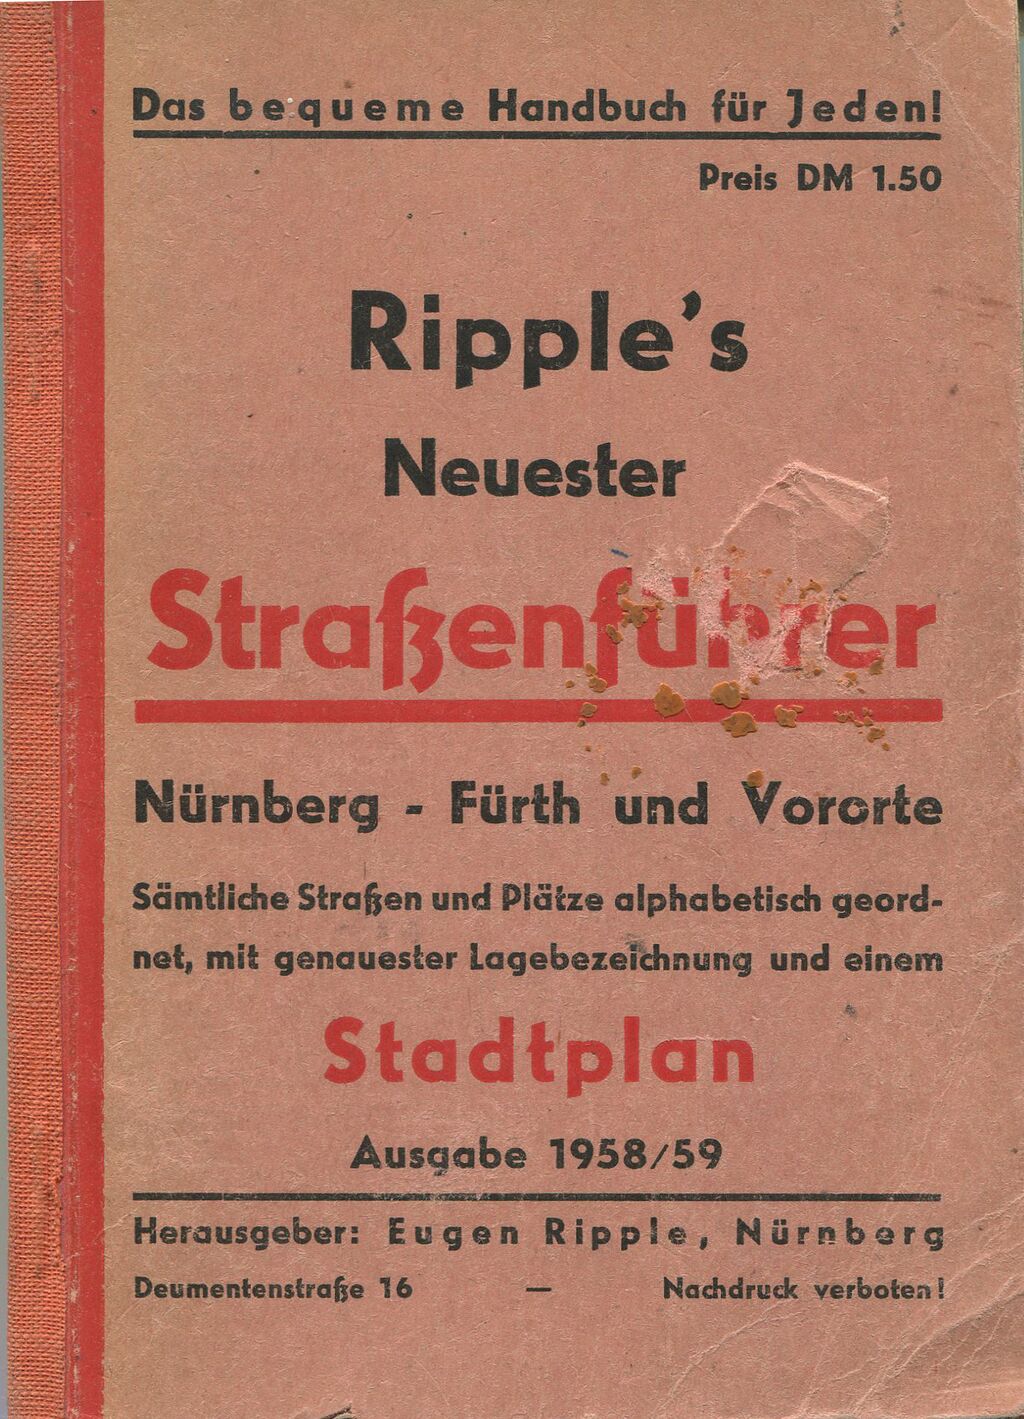 Das bequeme Handbuch für Jeden!
Preis DM 1.50
Ripple's
Neuester
Straßenführer
Nürnberg - Fürth und Vororte
Sämtliche Straßen und Plätze alphabetisch geord-
net, mit genauester Lagebezeichnung und einem
Stadtplan
Ausgabe 1958/59
Herausgeber: Eugen Ripple, Nürnberg
Deumentenstraße 16 — Nachdruck verboten!